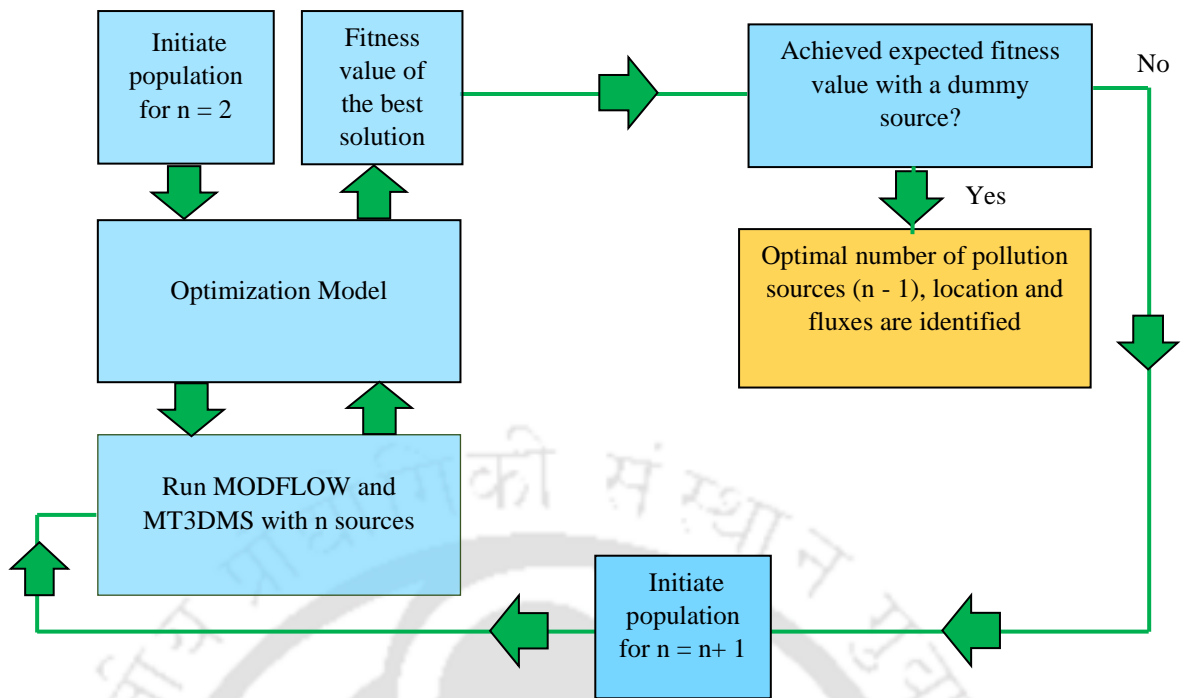 Initiate
population
for n = 2
Fitness
value of
the best
solution
Achieved expected fitness
value with a dummy
source?
No
Yes
Optimization Model
Optimal number of pollution
sources (n - 1), location and
fluxes are identified
Run MODFLOW and
MT3DMS with n sources
Initiate
population
for n = n+ 1